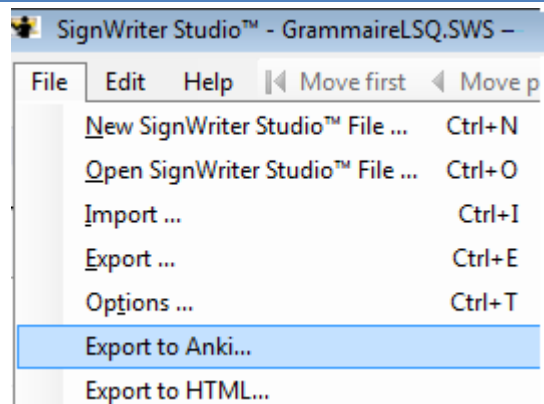 SignWriter Studio™ - GrammaireLSQ.SWS –
File Edit Help Move first Move p
New SignWriter Studio™ File ... Ctrl+N
Open SignWriter Studio™ File ... Ctrl+O
Import ... Ctrl+I
Export ... Ctrl+E
Options ... Ctrl+T
Export to Anki...
Export to HTML...